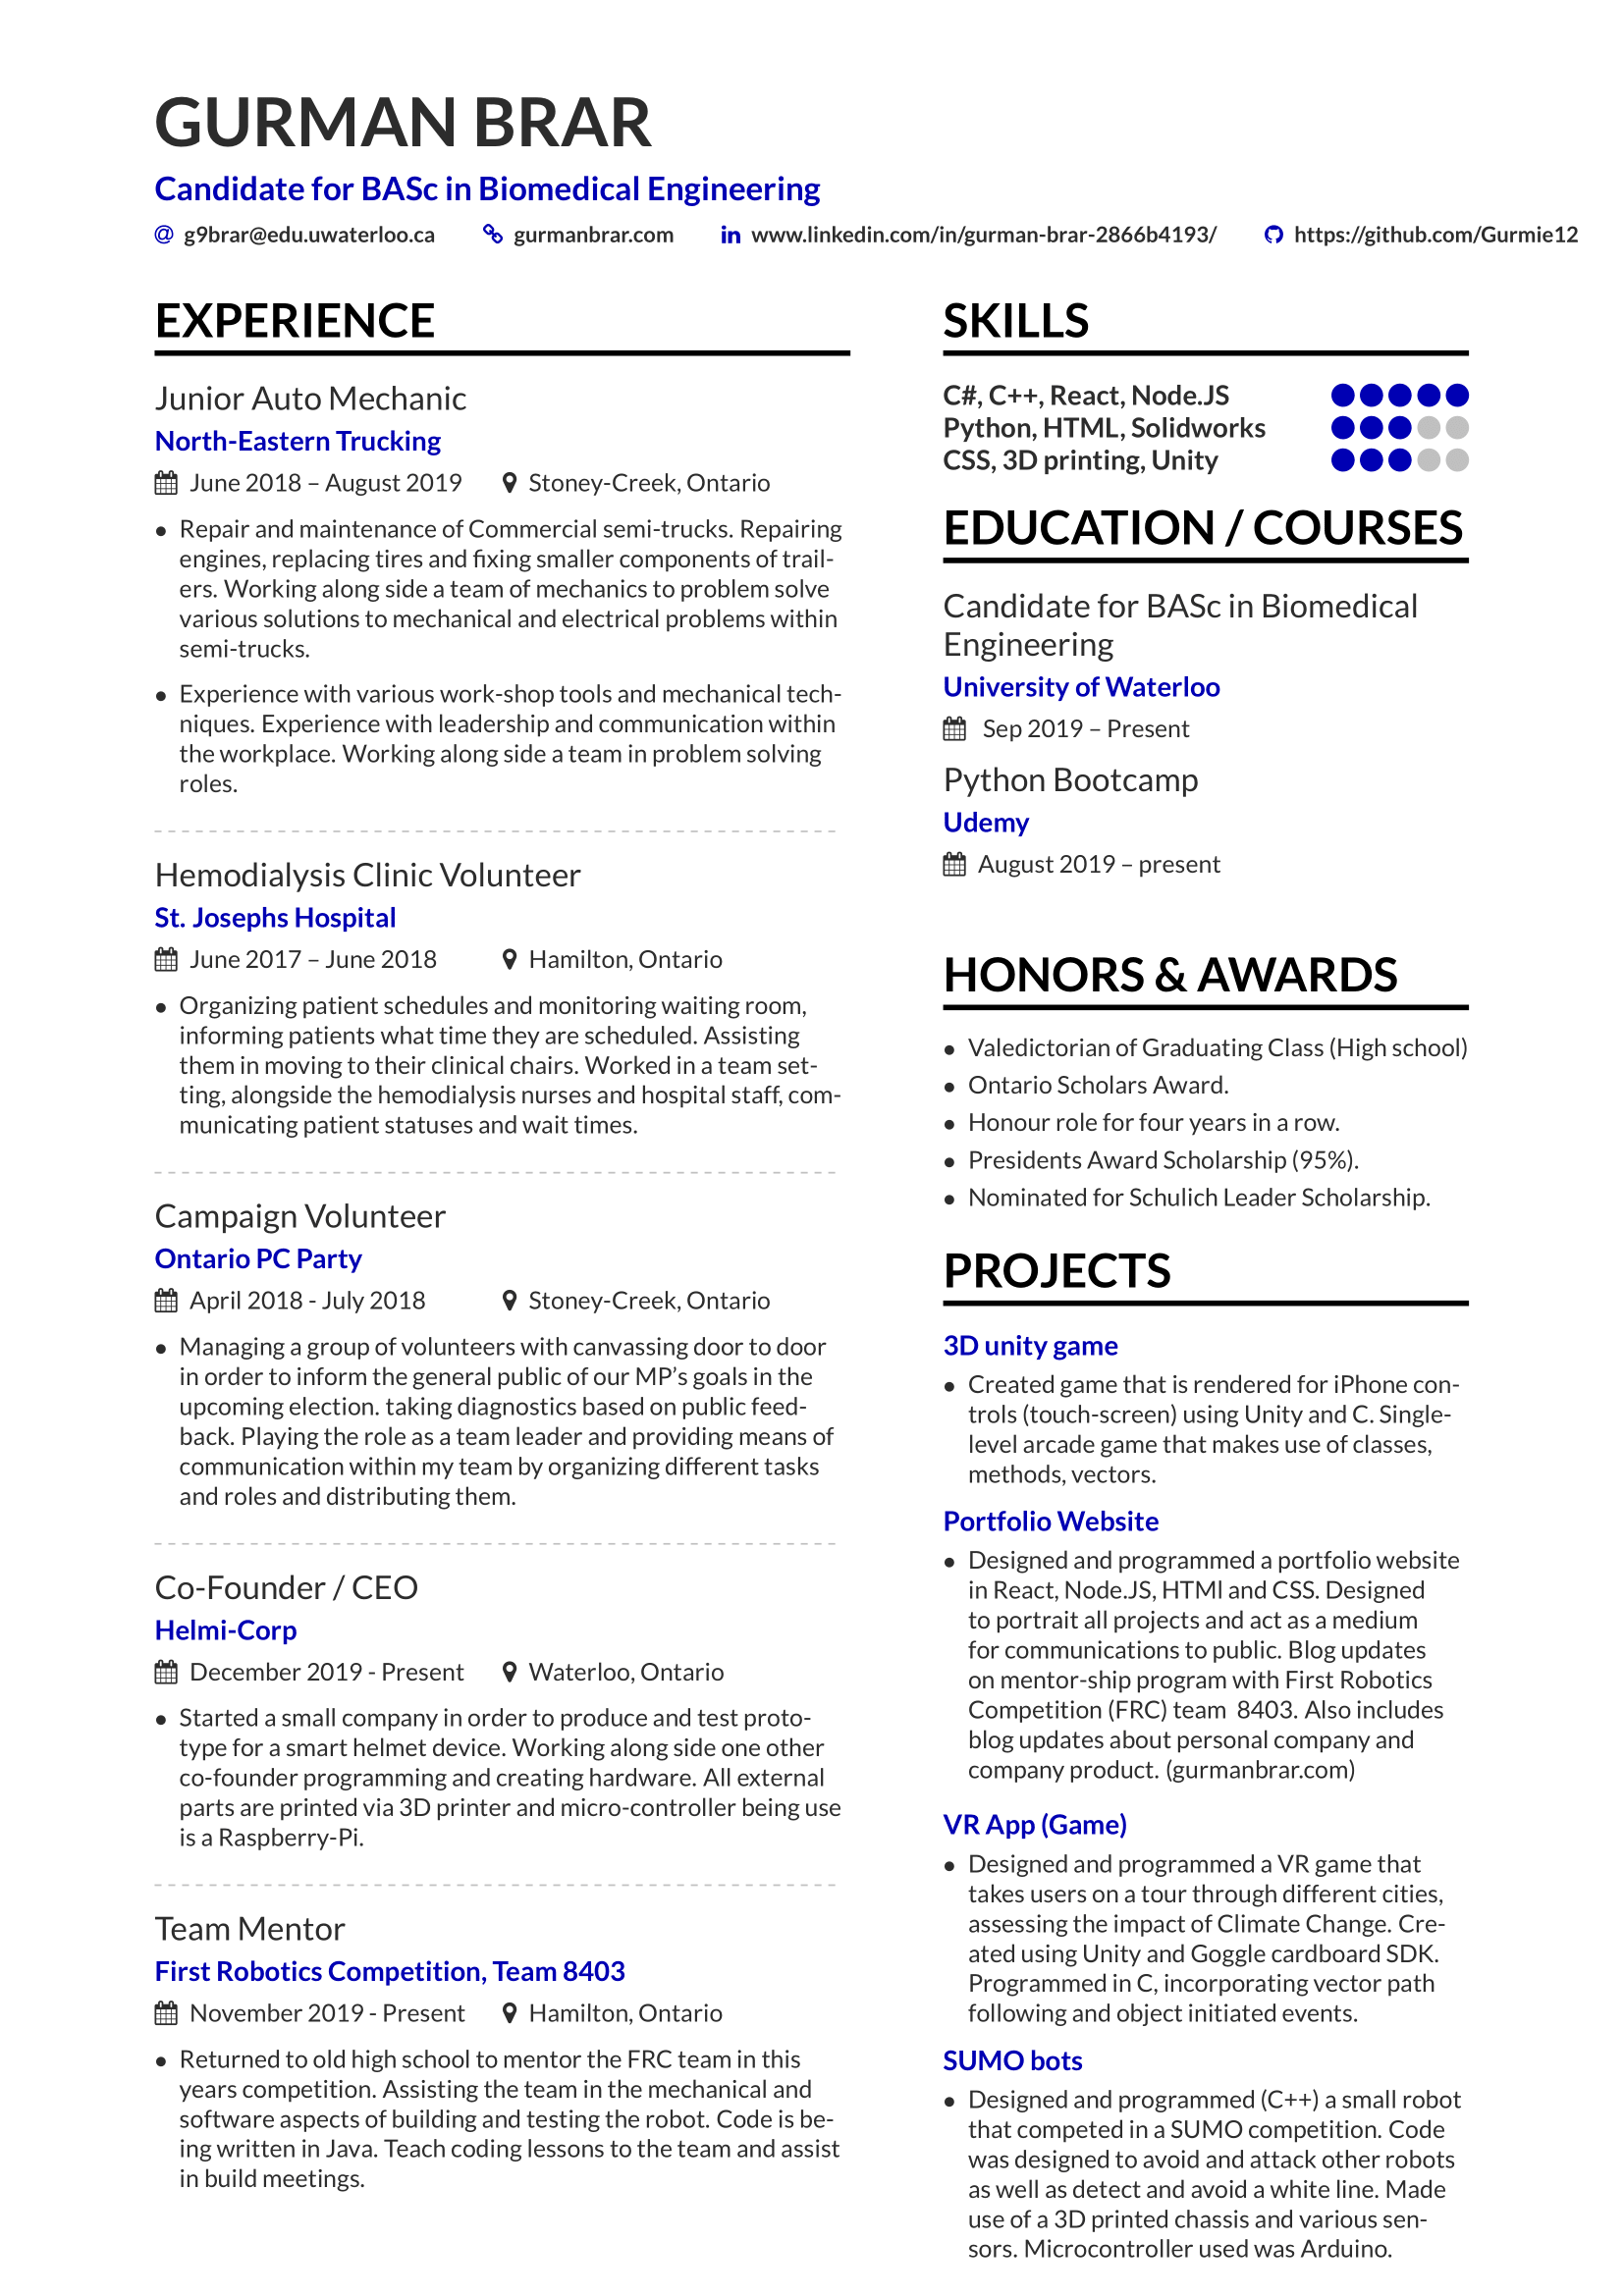 GURMAN BRAR
Candidate for BASc in Biomedical Engineering
g9brar@edu.uwaterloo.ca gurmanbrar.com www.linkedin.com/in/gurman-brar-2866b4193/ https://github.com/Gurmie12
EXPERIENCE
Junior Auto Mechanic
North-Eastern Trucking
June 2018 – August 2019 Stoney-Creek, Ontario
• Repair and maintenance of Commercial semi-trucks. Repairing
engines, replacing tires and fixing smaller components of trail-
ers. Working along side a team of mechanics to problem solve
various solutions to mechanical and electrical problems within
semi-trucks.
• Experience with various work-shop tools and mechanical tech-
niques. Experience with leadership and communication within
the workplace. Working along side a team in problem solving
roles.
Hemodialysis Clinic Volunteer
St. Josephs Hospital
June 2017 – June 2018 Hamilton, Ontario
• Organizing patient schedules and monitoring waiting room,
informing patients what time they are scheduled. Assisting
them in moving to their clinical chairs. Worked in a team set-
ting, alongside the hemodialysis nurses and hospital staff, com-
municating patient statuses and wait times.
Campaign Volunteer
Ontario PC Party
April 2018 - July 2018 Stoney-Creek, Ontario
• Managing a group of volunteers with canvassing door to door
in order to inform the general public of our MP’s goals in the
upcoming election. taking diagnostics based on public feed-
back. Playing the role as a team leader and providing means of
communication within my team by organizing different tasks
and roles and distributing them.
Co-Founder / CEO
Helmi-Corp
December 2019 - Present Waterloo, Ontario
• Started a small company in order to produce and test proto-
type for a smart helmet device. Working along side one other
co-founder programming and creating hardware. All external
parts are printed via 3D printer and micro-controller being use
is a Raspberry-Pi.
Team Mentor
First Robotics Competition, Team 8403
November 2019 - Present Hamilton, Ontario
• Returned to old high school to mentor the FRC team in this
years competition. Assisting the team in the mechanical and
software aspects of building and testing the robot. Code is be-
ing written in Java. Teach coding lessons to the team and assist
in build meetings.
SKILLS
C#, C++, React, Node.JS
Python, HTML, Solidworks
CSS, 3D printing, Unity
EDUCATION / COURSES
Candidate for BASc in Biomedical
Engineering
University of Waterloo
Sep 2019 – Present
Python Bootcamp
Udemy
August 2019 – present
HONORS & AWARDS
• Valedictorian of Graduating Class (High school)
• Ontario Scholars Award.
• Honour role for four years in a row.
• Presidents Award Scholarship (95%).
• Nominated for Schulich Leader Scholarship.
PROJECTS
3D unity game
• Created game that is rendered for iPhone con-
trols (touch-screen) using Unity and C. Single-
level arcade game that makes use of classes,
methods, vectors.
Portfolio Website
• Designed and programmed a portfolio website
in React, Node.JS, HTMl and CSS. Designed
to portrait all projects and act as a medium
for communications to public. Blog updates
on mentor-ship program with First Robotics
Competition (FRC) team 8403. Also includes
blog updates about personal company and
company product. (gurmanbrar.com)
VR App (Game)
• Designed and programmed a VR game that
takes users on a tour through different cities,
assessing the impact of Climate Change. Cre-
ated using Unity and Goggle cardboard SDK.
Programmed in C, incorporating vector path
following and object initiated events.
SUMO bots
• Designed and programmed (C++) a small robot
that competed in a SUMO competition. Code
was designed to avoid and attack other robots
as well as detect and avoid a white line. Made
use of a 3D printed chassis and various sen-
sors. Microcontroller used was Arduino.